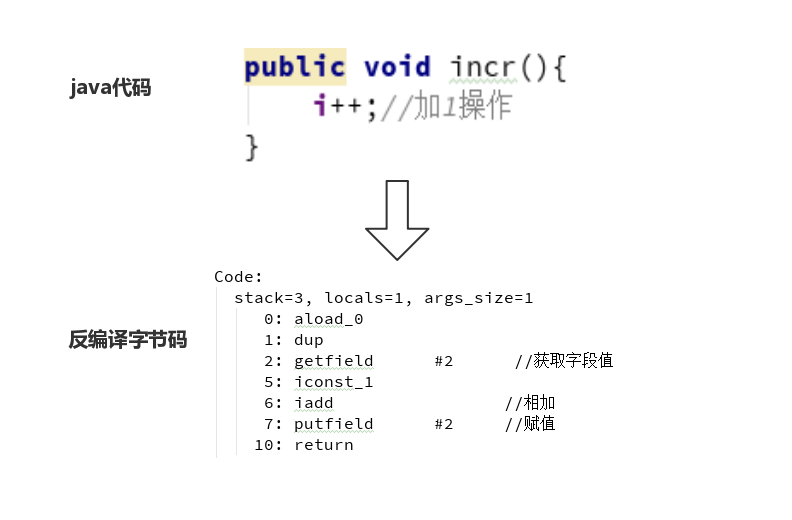 java代码
public void incr(){
i++;//加1操作
}
Code:
stack=3, locals=1, args_size=1
0: aload_0
反编译字节码
1: dup
2: getfield #2 //获取字段值
5: iconst_1
6: iadd //相加
7: putfield #2 //赋值
10: return